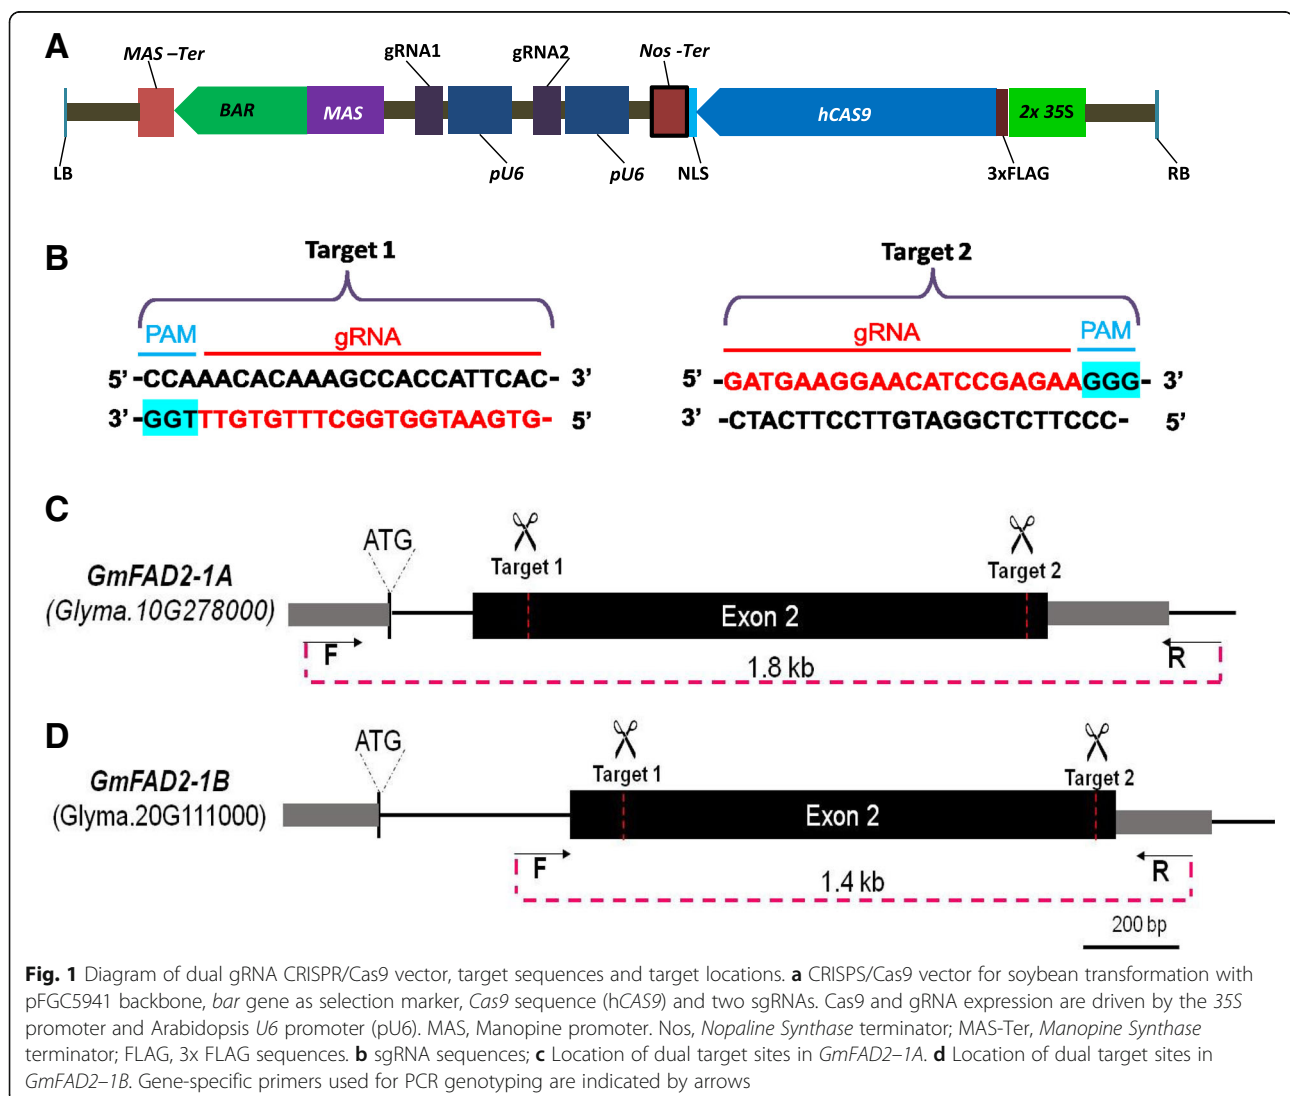 A
MAS –Ter
gRNA1
gRNA2
Nos -Ter
BAR
MAS
hCAS9
2x 35S
LB
pU6
pU6
NLS
3xFLAG
RB
B
Target 1
Target 2
PAM
gRNA
gRNA
PAM
5’ -CCAAACACAAAGCCACCATTCAC- 3’
3’ -GGTTTGTGTTTCGGTGGTAAGTG- 5’
5’ -GATGAAGGAACATCCGAGAAGGG- 3’
3’ -CTACTTCCTTGTAGGCTCTTCCC- 5’
C
ATG
GmFAD2-1A
(Glyma.10G278000)
Target 1
Target 2
Exon 2
F
R
1.8 kb
D
ATG
GmFAD2-1B
(Glyma.20G111000)
Target 1
Target 2
Exon 2
F
R
1.4 kb
200 bp
Fig. 1 Diagram of dual gRNA CRISPR/Cas9 vector, target sequences and target locations. a CRISPS/Cas9 vector for soybean transformation with
pFGC5941 backbone, bar gene as selection marker, Cas9 sequence (hCAS9) and two sgRNAs. Cas9 and gRNA expression are driven by the 35S
promoter and Arabidopsis U6 promoter (pU6). MAS, Manopine promoter. Nos, Nopaline Synthase terminator; MAS-Ter, Manopine Synthase
terminator; FLAG, 3x FLAG sequences. b sgRNA sequences; c Location of dual target sites in GmFAD2–1A. d Location of dual target sites in
GmFAD2–1B. Gene-specific primers used for PCR genotyping are indicated by arrows